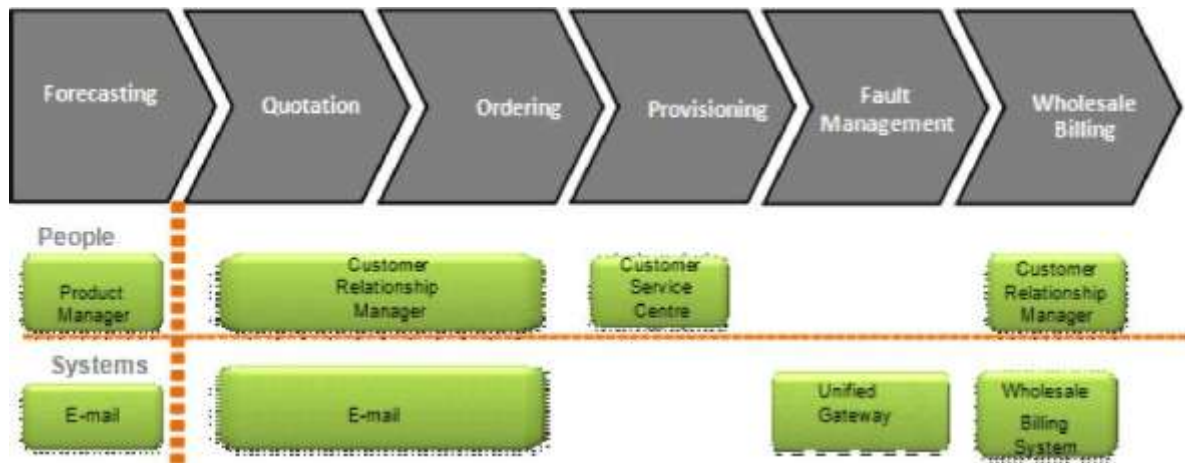 Forecasting
Quotation
Ordering
Provisioning
Fault
Management
Wholesale
Billing
People
Product
Manager
Customer
Relationship
Manager
Customer
Service
Centre
Customer
Relationship
Manager
Systems
E-mail
E-mail
Unified
Gateway
Wholesale
Billing
System